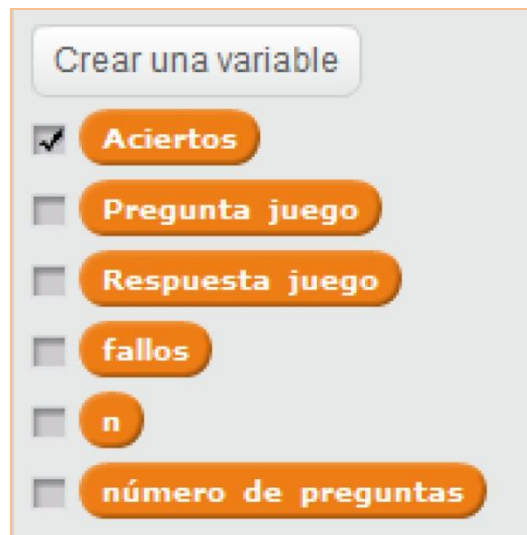 Crear una variable
Aciertos
Pregunta juego
Respuesta juego
fallos
n
número de preguntas